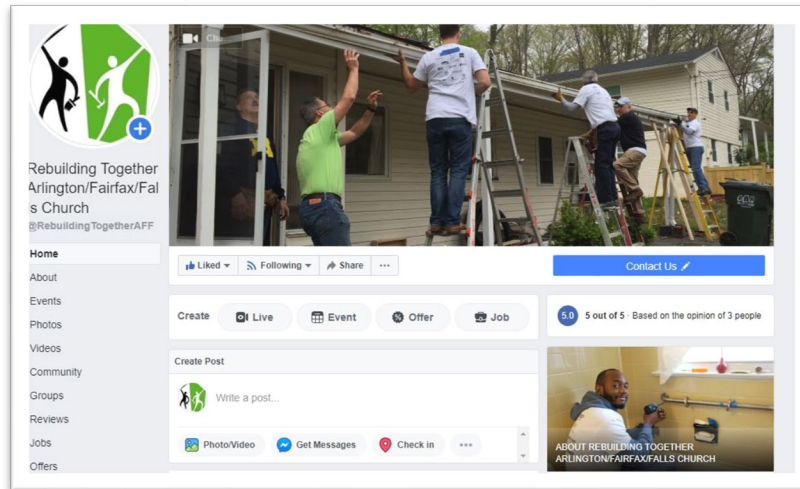 Chu
Rebuilding Together
Arlington/Fairfax/Fal
ls Church
@RebuildingTogetherAFF
Home
About
Events
Photos
Videos
Community
Groups
Reviews
Jobs
Offers
Liked
Following
Share
Contact Us
Create
Live
Event
Offer
Job
5.0
5 out of 5 · Based on the opinion of 3 people
Create Post
Write a post...
Photo/Video
Get Messages
Check in
ABOUT REBUILDING TOGETHER
ARLINGTON/FAIRFAX/FALLS CHURCH